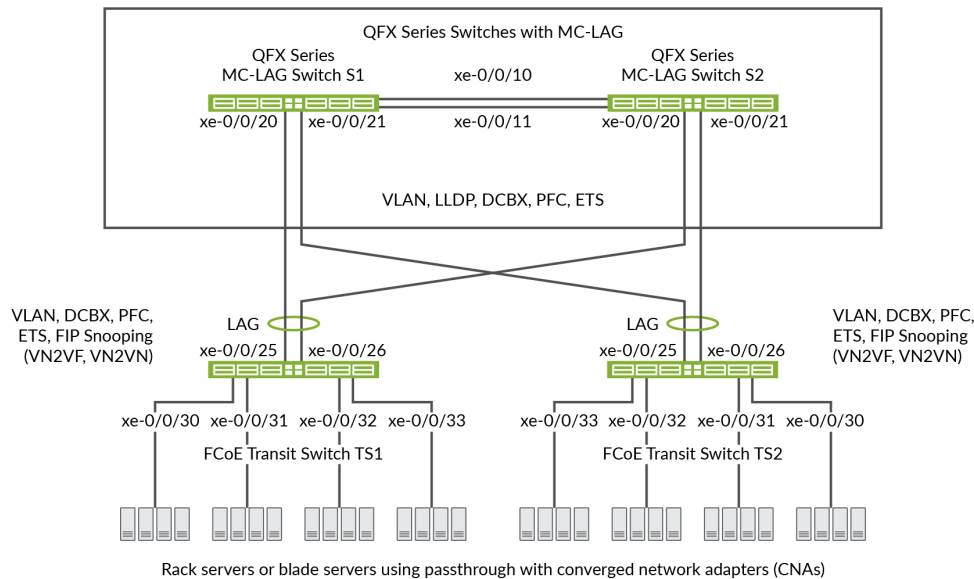 QFX Series Switches with MC-LAG
QFX Series
MC-LAG Switch S1
xe-0/0/10
QFX Series
MC-LAG Switch S2
xe-0/0/20
xe-0/0/21
xe-0/0/11
xe-0/0/20
xe-0/0/21
VLAN, LLDP, DCBX, PFC, ETS
VLAN, DCBX, PFC,
ETS, FIP Snooping
(VN2VF, VN2VN)
LAG
LAG
VLAN, DCBX, PFC,
ETS, FIP Snooping
(VN2VF, VN2VN)
xe-0/0/25
xe-0/0/26
xe-0/0/25
xe-0/0/26
xe-0/0/30
xe-0/0/31
xe-0/0/32
xe-0/0/33
xe-0/0/33
xe-0/0/32
xe-0/0/31
xe-0/0/30
FCoE Transit Switch TS1
FCoE Transit Switch TS2
Rack servers or blade servers using passthrough with converged network adapters (CNAs)